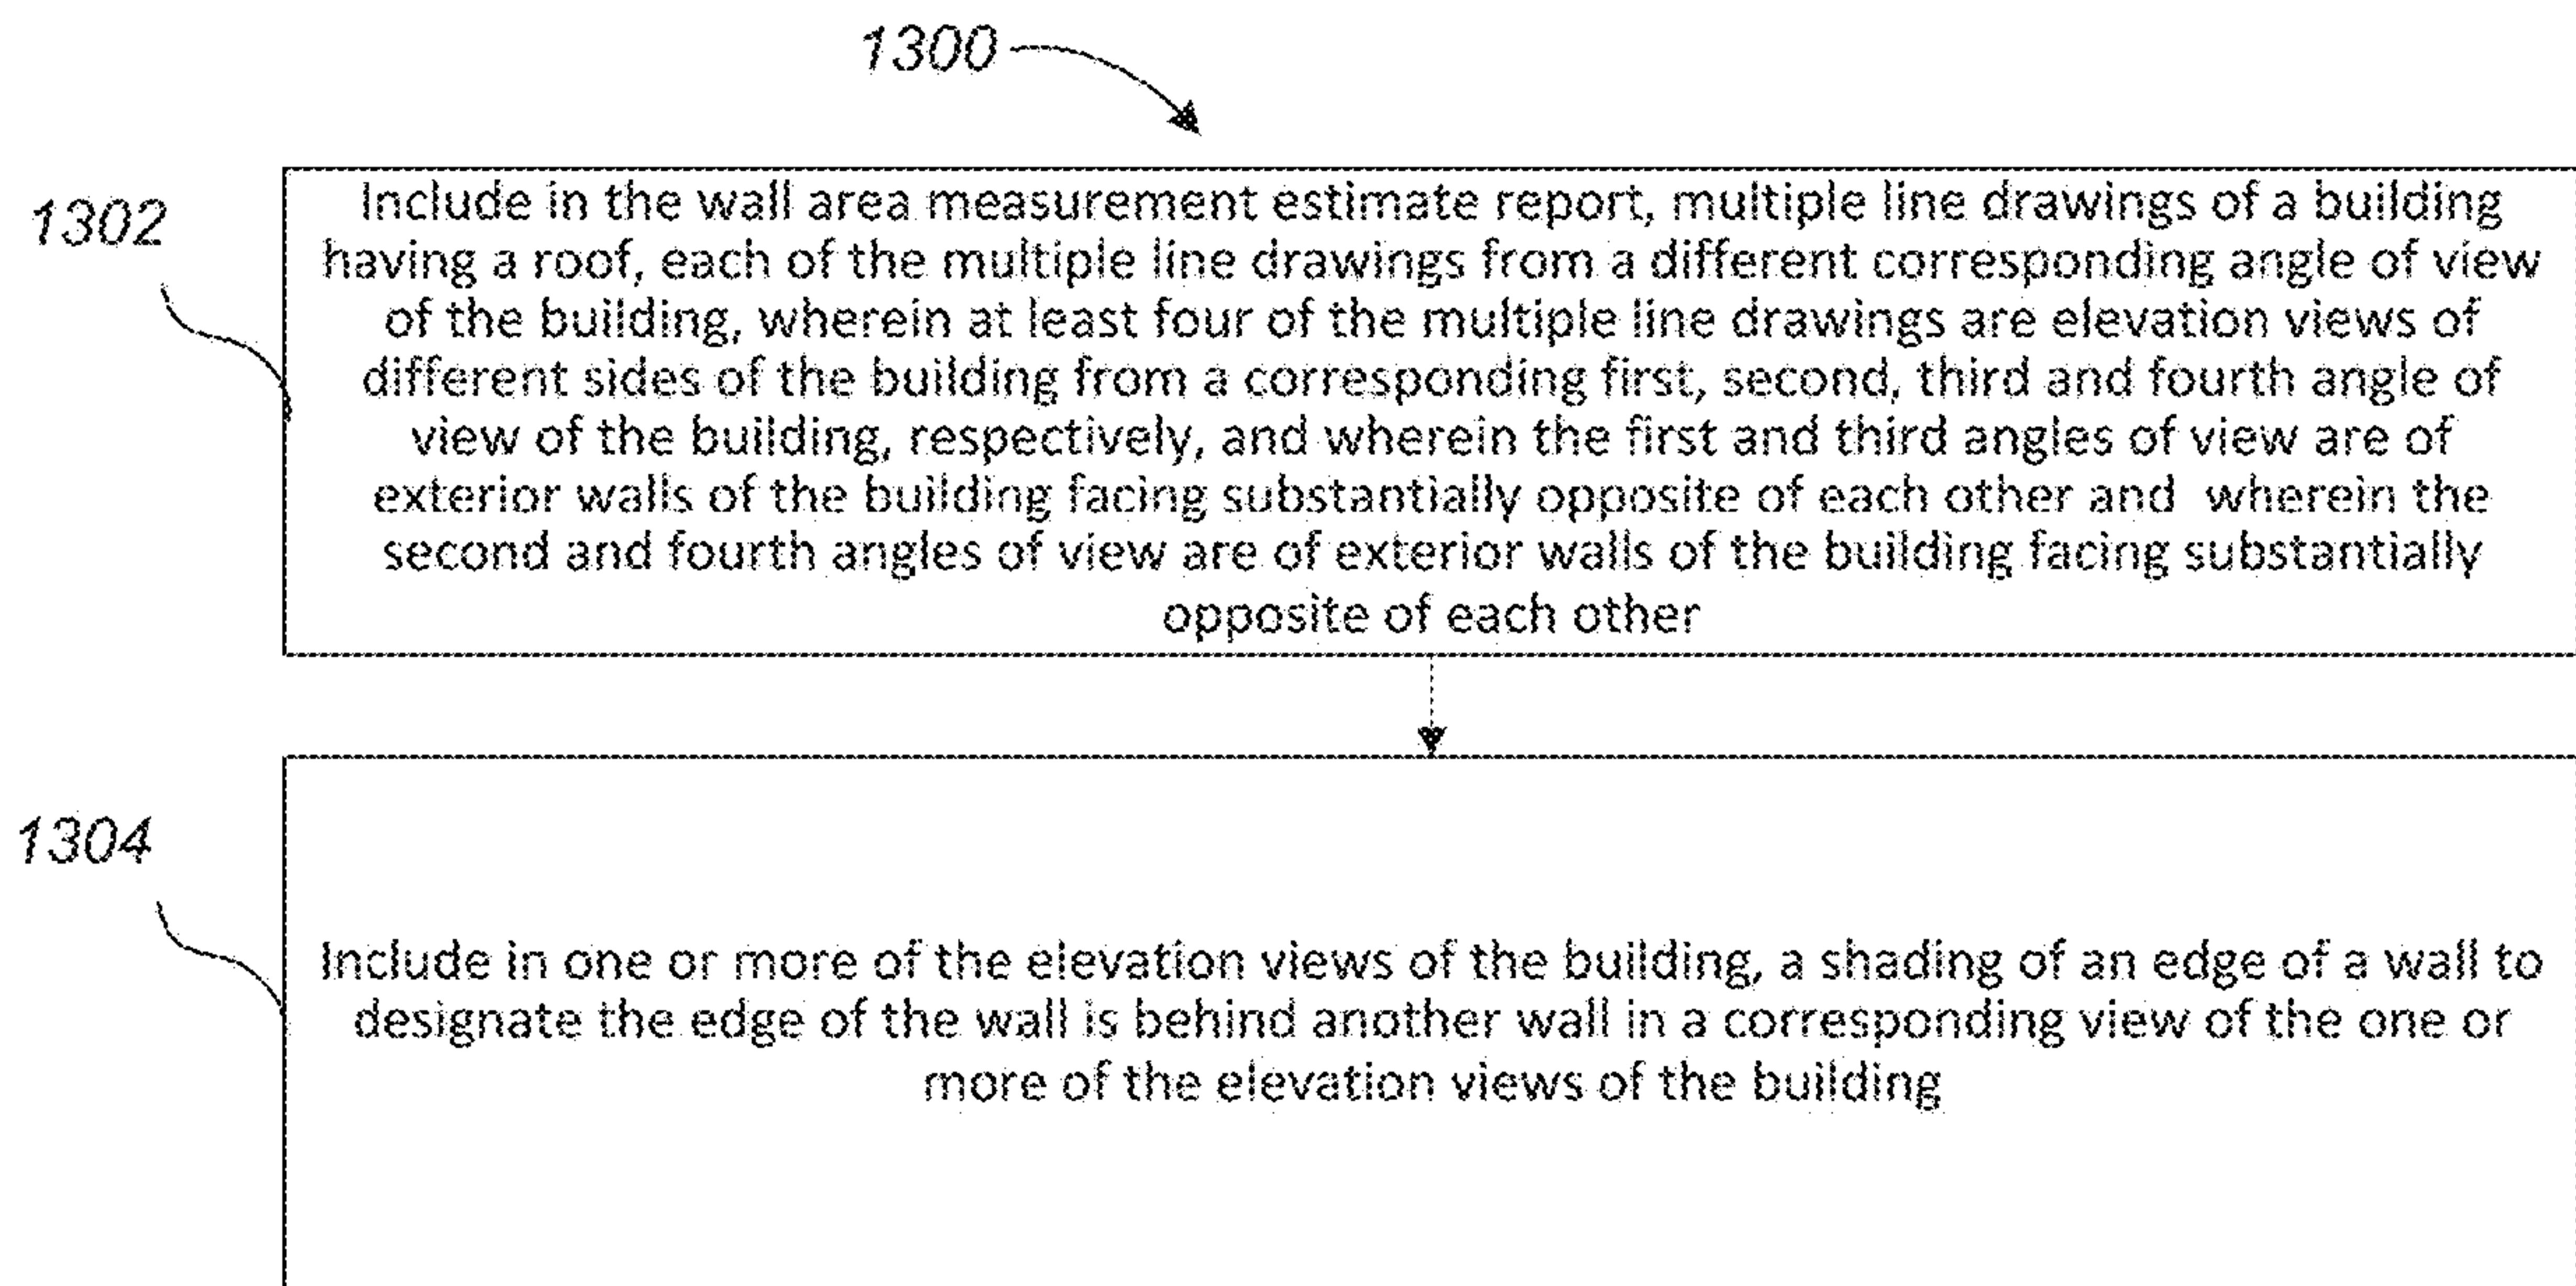 1300
1302
Include in the wall area measurement estimate report, multiple line drawings of a building
having a roof, each of the multiple line drawings from a different corresponding angle of view
of the building, wherein at least four of the multiple line drawings are elevation views of
different sides of the building from a corresponding first, second, third and fourth angle of
view of the building, respectively, and wherein the first and third angles of view are of
exterior walls of the building facing substantially opposite of each other and wherein the
second and fourth angles of view are of exterior walls of the building facing substantially
opposite of each other
1304
Include in one or more of the elevation views of the building, a shading of an edge of a wall to
designate the edge of the wall is behind another wall in a corresponding view of the one or
more of the elevation views of the building